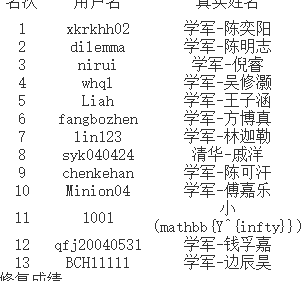 名次 用户名 真实姓名
1 xkrkhh02 学军-陈奕阳
2 dilemma 学军-陈明志
3 nirui 学军-倪睿
4 whql 学军-吴修灏
5 Liah 学军-王子涵
6 fangbozhen 学军-方博真
7 lin123 学军-林迦勒
8 syk040424 清华-戚洋
9 chenkehan 学军-陈可汗
10 Minion04 学军-傅嘉乐
11 1001 小
(mathbb{Y^{infty}})
12 qfj20040531 学军-钱孚嘉
13 BCH11111 学军-边辰昊
修复成绩